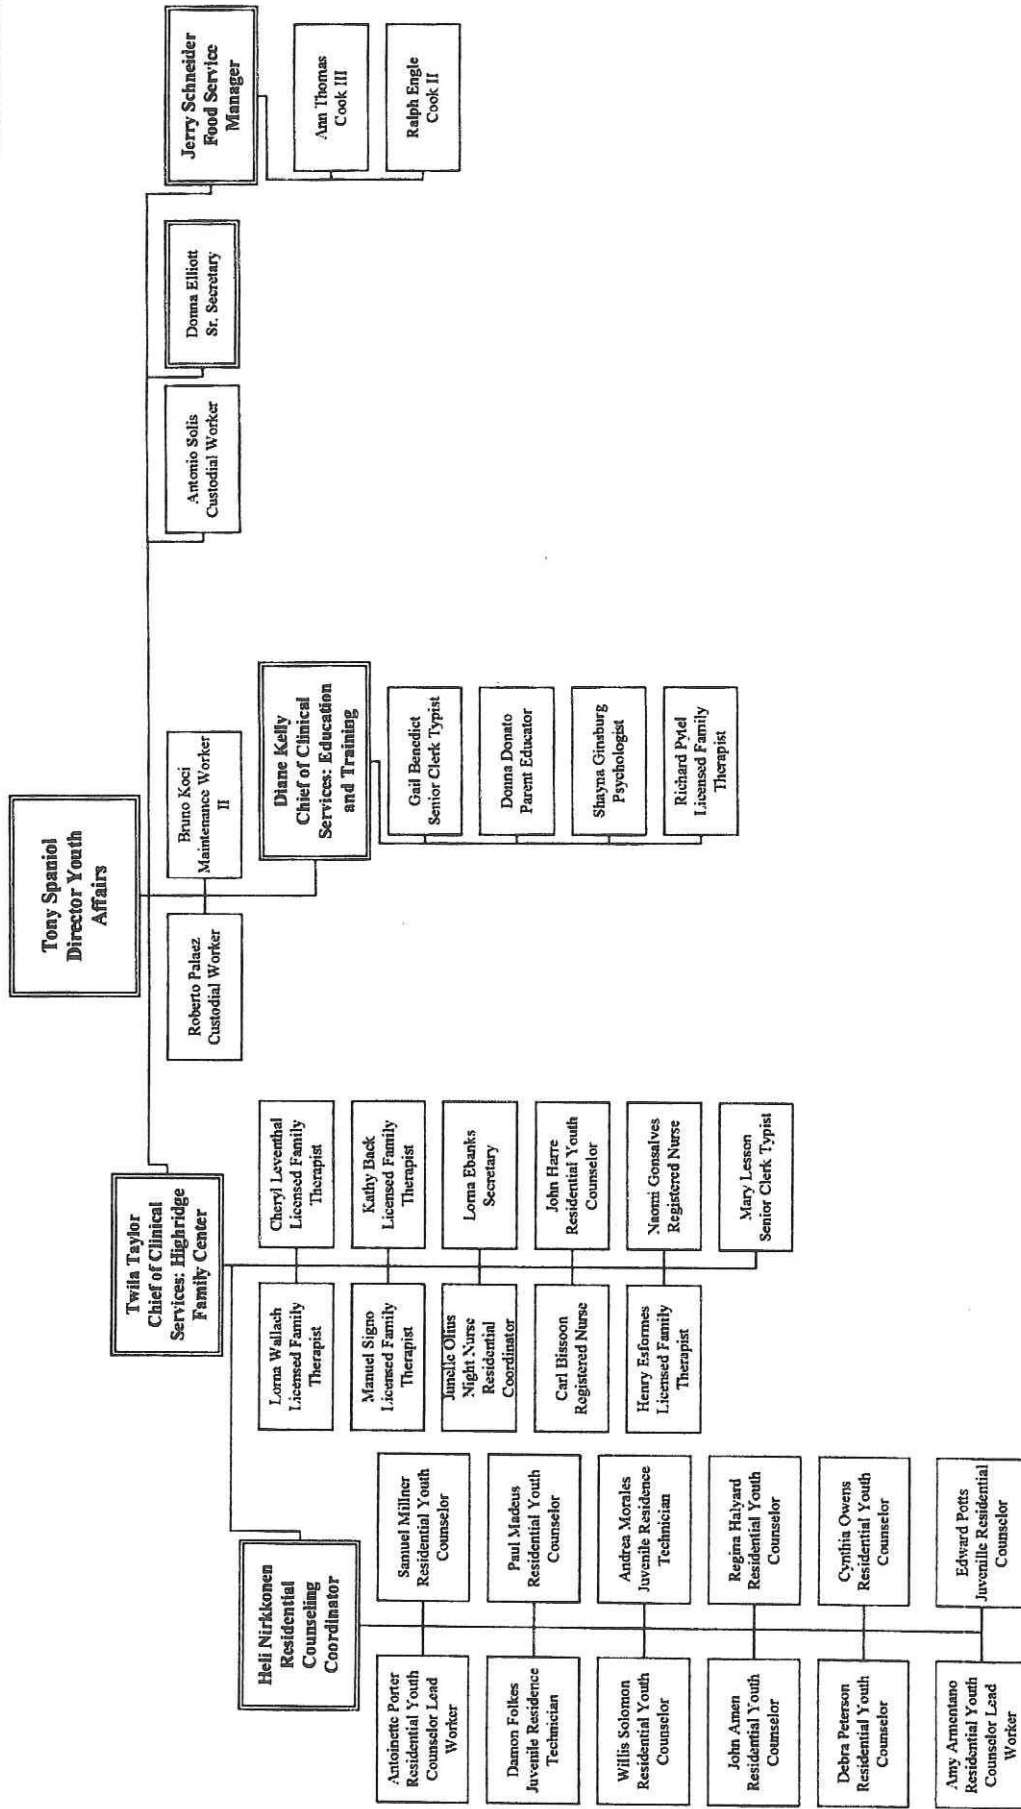 Tony Spaniol
Director Youth
Affairs
Twila Taylor
Chief of Clinical
Services: Highridge
Family Center
Roberto Palaez
Custodial Worker
Bruno Koci
Maintenance Worker
II
Antonio Solis
Custodial Worker
Donna Elliott
Sr. Secretary
Jerry Schneider
Food Service
Manager
Heli Nirkkonen
Residential
Counseling
Coordinator
Lorna Wallach
Licensed Family
Therapist
Cheryl Leventhal
Licensed Family
Therapist
Manuel Signo
Licensed Family
Therapist
Kathy Back
Licensed Family
Therapist
Junelle Olius
Night Nurse
Residential
Coordinator
Lorna Ebanks
Secretary
Carl Bissoon
Registered Nurse
John Harre
Residential Youth
Counselor
Henry Esformes
Licensed Family
Therapist
Naomi Gonsalves
Registered Nurse
Mary Lesson
Senior Clerk Typist
Diane Kelly
Chief of Clinical
Services: Education
and Training
Gail Benedict
Senior Clerk Typist
Donna Donato
Parent Educator
Shayna Ginsburg
Psychologist
Richard Pytel
Licensed Family
Therapist
Ann Thomas
Cook III
Ralph Engle
Cook II
Antoinette Porter
Residential Youth
Counselor Lead
Worker
Samuel Millner
Residential Youth
Counselor
Damon Folkes
Juvenile Residence
Technician
Paul Madeus
Residential Youth
Counselor
Willis Solomon
Residential Youth
Counselor
Andrea Morales
Juvenile Residence
Technician
John Amen
Residential Youth
Counselor
Regina Halyard
Residential Youth
Counselor
Debra Peterson
Residential Youth
Counselor
Cynthia Owens
Residential Youth
Counselor
Amy Armentano
Residential Youth
Counselor Lead
Worker
Edward Potts
Juvenille Residential
Counselor